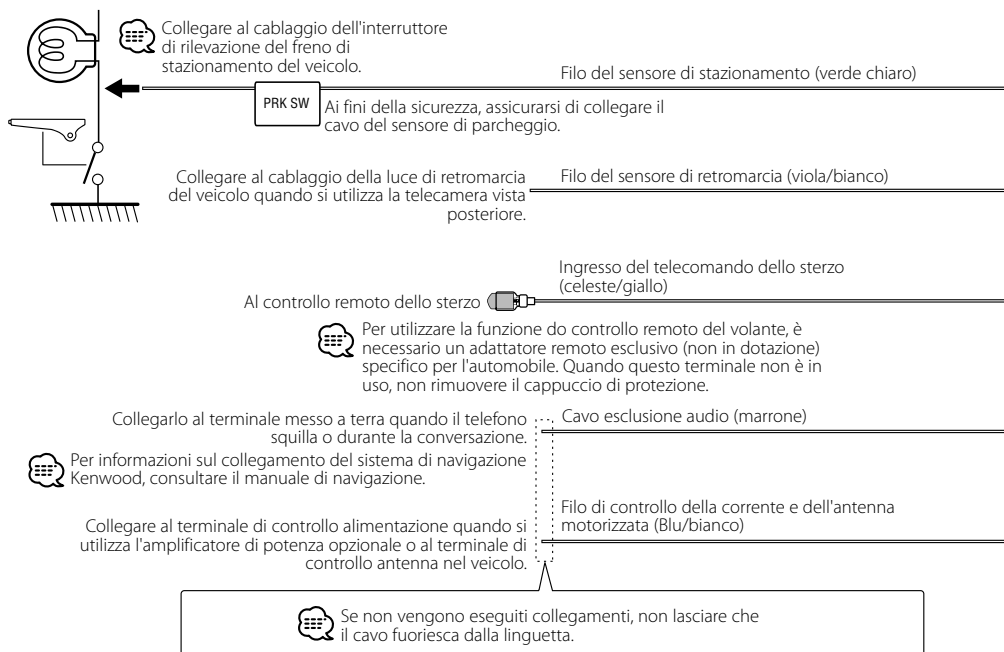 Collegare al cablaggio dell'interruttore
di rilevazione del freno di
stazionamento del veicolo.
Filo del sensore di stazionamento (verde chiaro)
PRK SW
Ai fini della sicurezza, assicurarsi di collegare il
cavo del sensore di parcheggio.
Collegare al cablaggio della luce di retromarcia
del veicolo quando si utilizza la telecamera vista
posteriore.
Filo del sensore di retromarcia (viola/bianco)
Ingresso del telecomando dello sterzo
(celeste/giallo)
Al controllo remoto dello sterzo
Per utilizzare la funzione do controllo remoto del volante, è
necessario un adattatore remoto esclusivo (non in dotazione)
specifico per l'automobile. Quando questo terminale non è in
uso, non rimuovere il cappuccio di protezione.
Collegarlo al terminale messo a terra quando il telefono
squilla o durante la conversazione.
Cavo esclusione audio (marrone)
Per informazioni sul collegamento del sistema di navigazione
Kenwood, consultare il manuale di navigazione.
Filo di controllo della corrente e dell'antenna
motorizzata (Blu/bianco)
Collegare al terminale di controllo alimentazione quando si
utilizza l'amplificatore di potenza opzionale o al terminale di
controllo antenna nel veicolo.
Se non vengono eseguiti collegamenti, non lasciare che
il cavo fuoriesca dalla linguetta.